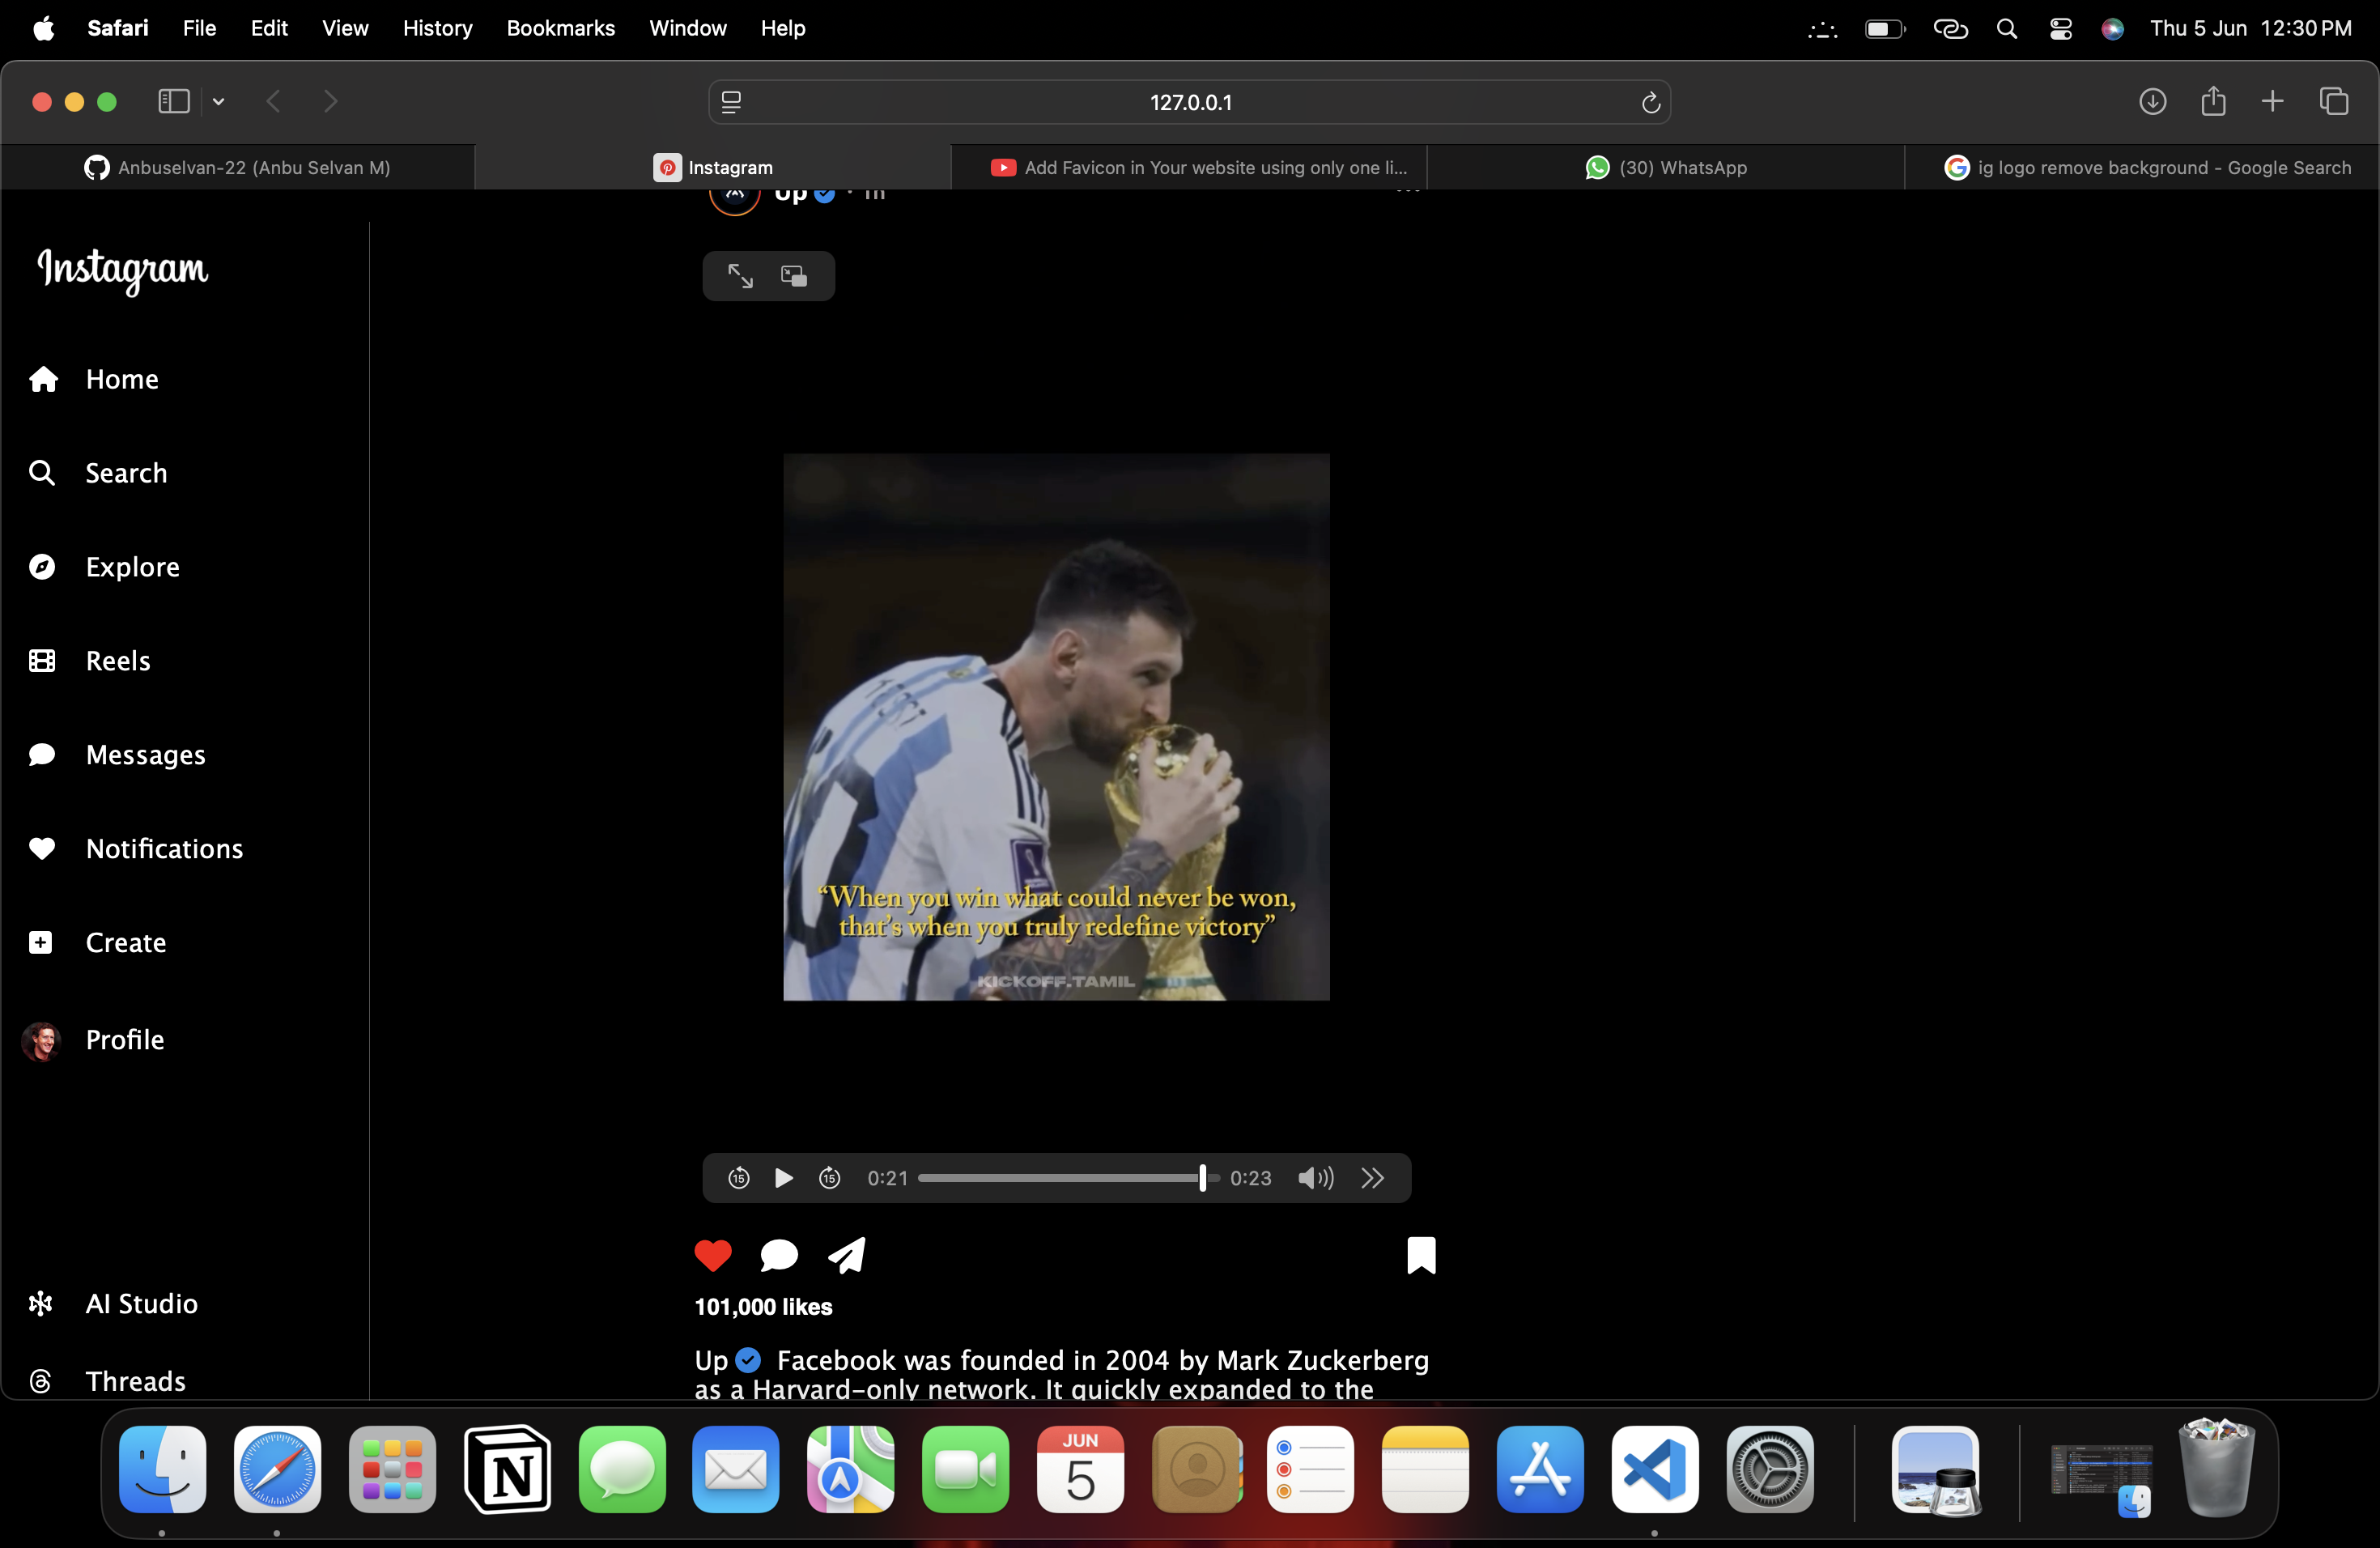 Safari File Edit View History Bookmarks Window Help Thu 5 Jun 12:30 PM
127.0.0.1
Anbuselvan-22 (Anbu Selvan M) Instagram Add Favicon in Your website using only one li... (30) WhatsApp ig logo remove background - Google Search
Up
Instagram
Home
Search
Explore
Reels
Messages
Notifications
Create
Profile
AI Studio
Threads
“When you win what could never be won,
that’s when you truly redefine victory”
KICKOFF.TAMIL
15 15 0:21 0:23
101,000 likes
Up Facebook was founded in 2004 by Mark Zuckerberg
as a Harvard-only network. It quickly expanded to the
N JUN
5